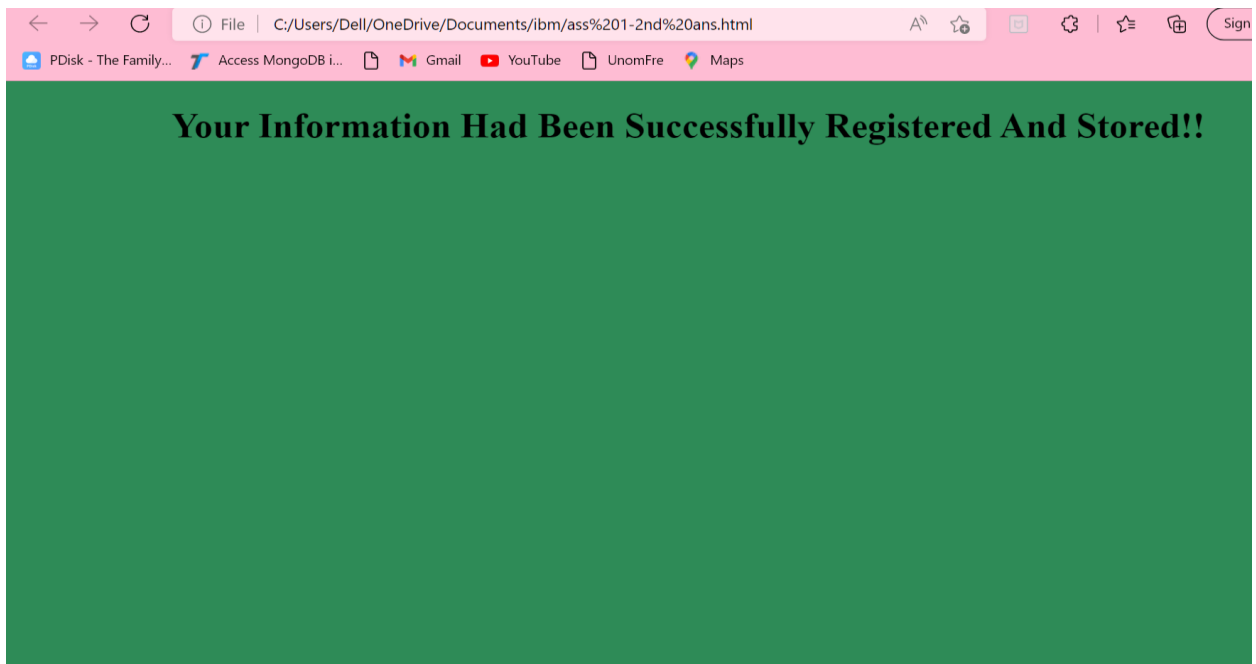 File C:/Users/Dell/OneDrive/Documents/ibm/ass%201-2nd%20ans.html A Sign
PDisk - The Family... Access MongoDB i... Gmail YouTube UnomFre Maps
Your Information Had Been Successfully Registered And Stored!!